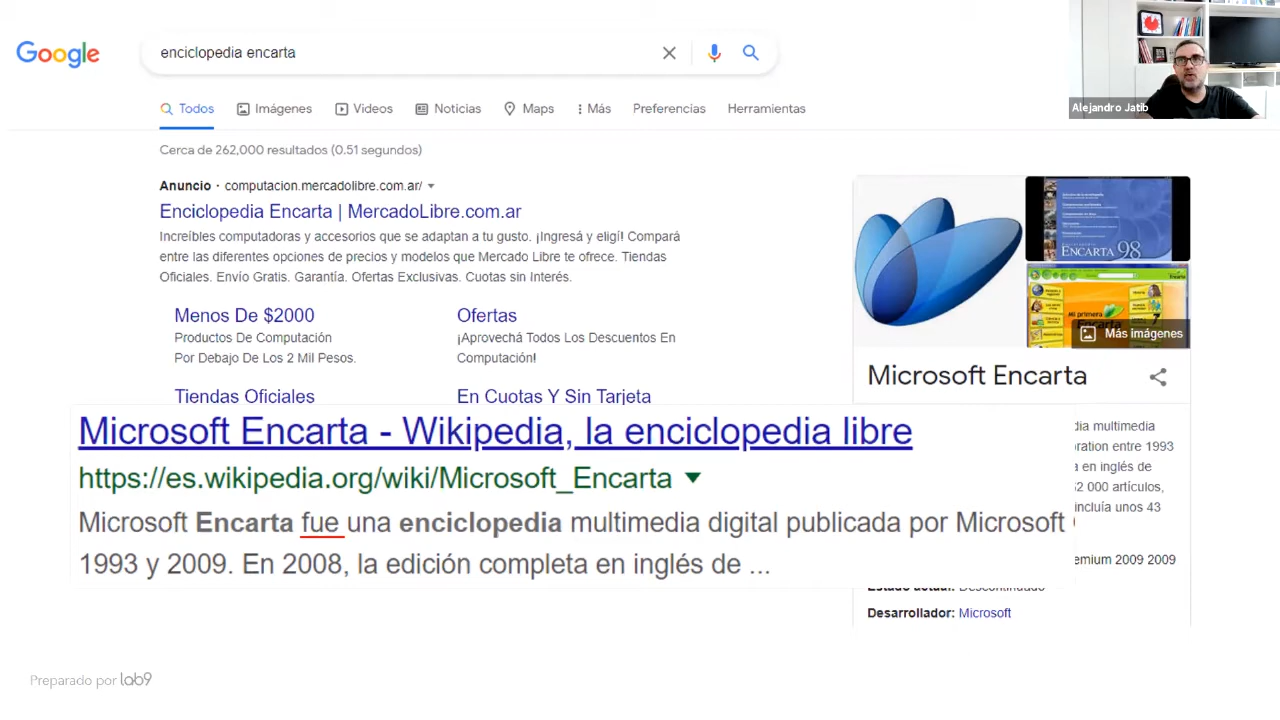 Google
enciclopedia encarta
Todos
Imágenes
Videos
Noticias
Maps
Más
Preferencias
Herramientas
Cerca de 262,000 resultados (0.51 segundos)
Anuncio · computacion.mercadolibre.com.ar/
Enciclopedia Encarta | MercadoLibre.com.ar
Increíbles computadoras y accesorios que se adaptan a tu gusto. ¡Ingresá y elegí! Compará
entre las diferentes opciones de precios y modelos que Mercado Libre te ofrece. Tiendas
Oficiales. Envío Gratis. Garantía. Ofertas Exclusivas. Cuotas sin Interés.
Menos De $2000
Productos De Computación
Por Debajo De Los 2 Mil Pesos.
Ofertas
¡Aprovechá Todos Los Descuentos En
Computación!
Tiendas Oficiales
En Cuotas Y Sin Tarjeta
Microsoft Encarta - Wikipedia, la enciclopedia libre
https://es.wikipedia.org/wiki/Microsoft_Encarta
Microsoft Encarta fue una enciclopedia multimedia digital publicada por Microsoft
1993 y 2009. En 2008, la edición completa en inglés de ...
Alejandro Jatib
ENCARTA 98
Mi primera
Encarta
Más imágenes
Microsoft Encarta
dia multimedia
oration entre 1993
a en inglés de
2 000 artículos,
incluía unos 43
emium 2009 2009
Estado actual: Descontinuado
Desarrollador: Microsoft
Preparado por lab9